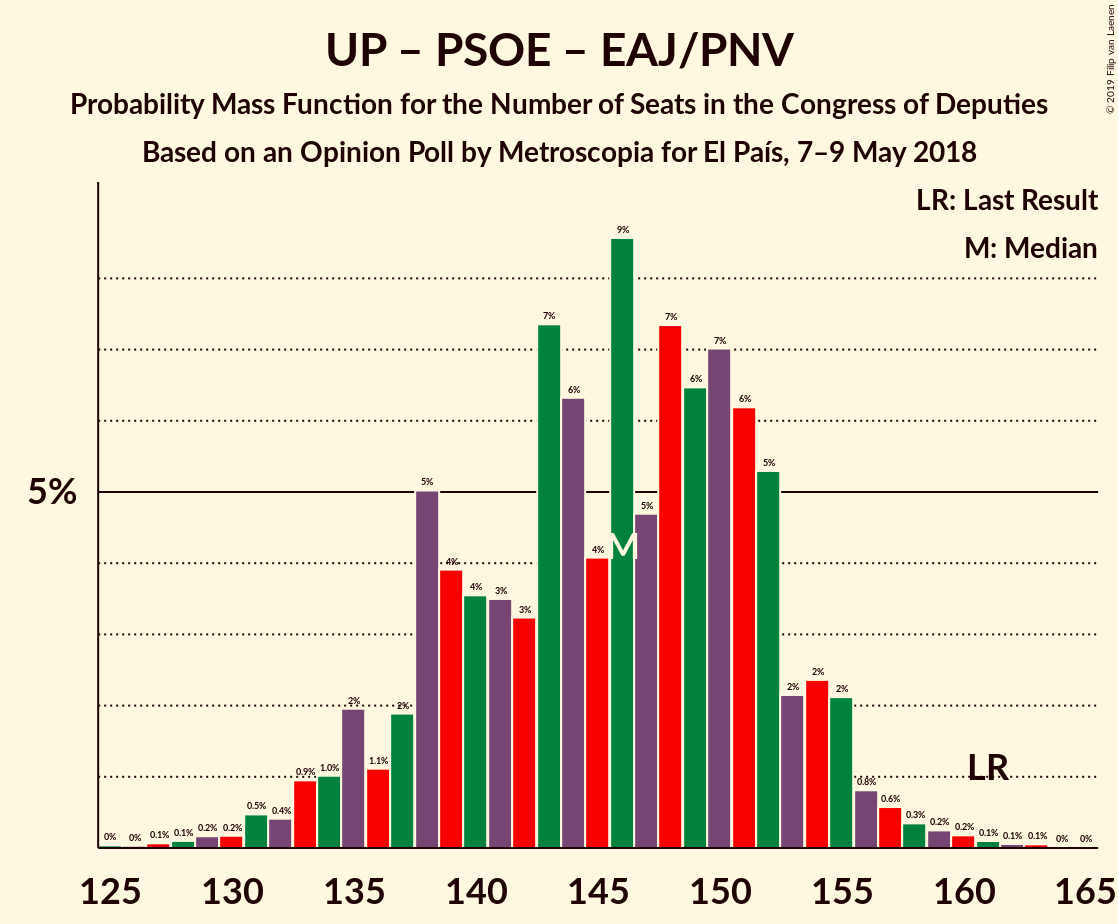 UP – PSOE – EAJ/PNV
Probability Mass Function for the Number of Seats in the Congress of Deputies
Based on an Opinion Poll by Metroscopia for El País, 7–9 May 2018
© 2019 Filip van Laenen
LR: Last Result
M: Median
5%
0% 0% 0.1% 0.1% 0.2% 0.2% 0.5% 0.4% 0.9% 1.0% 2% 1.1% 2% 5% 4% 4% 3% 3% 7% 6% 4% 9% 5% 7% 6% 7% 6% 5% 2% 2% 2% 0.8% 0.6% 0.3% 0.2% 0.2% 0.1% 0.1% 0.1% 0% 0%
M
LR
125 130 135 140 145 150 155 160 165